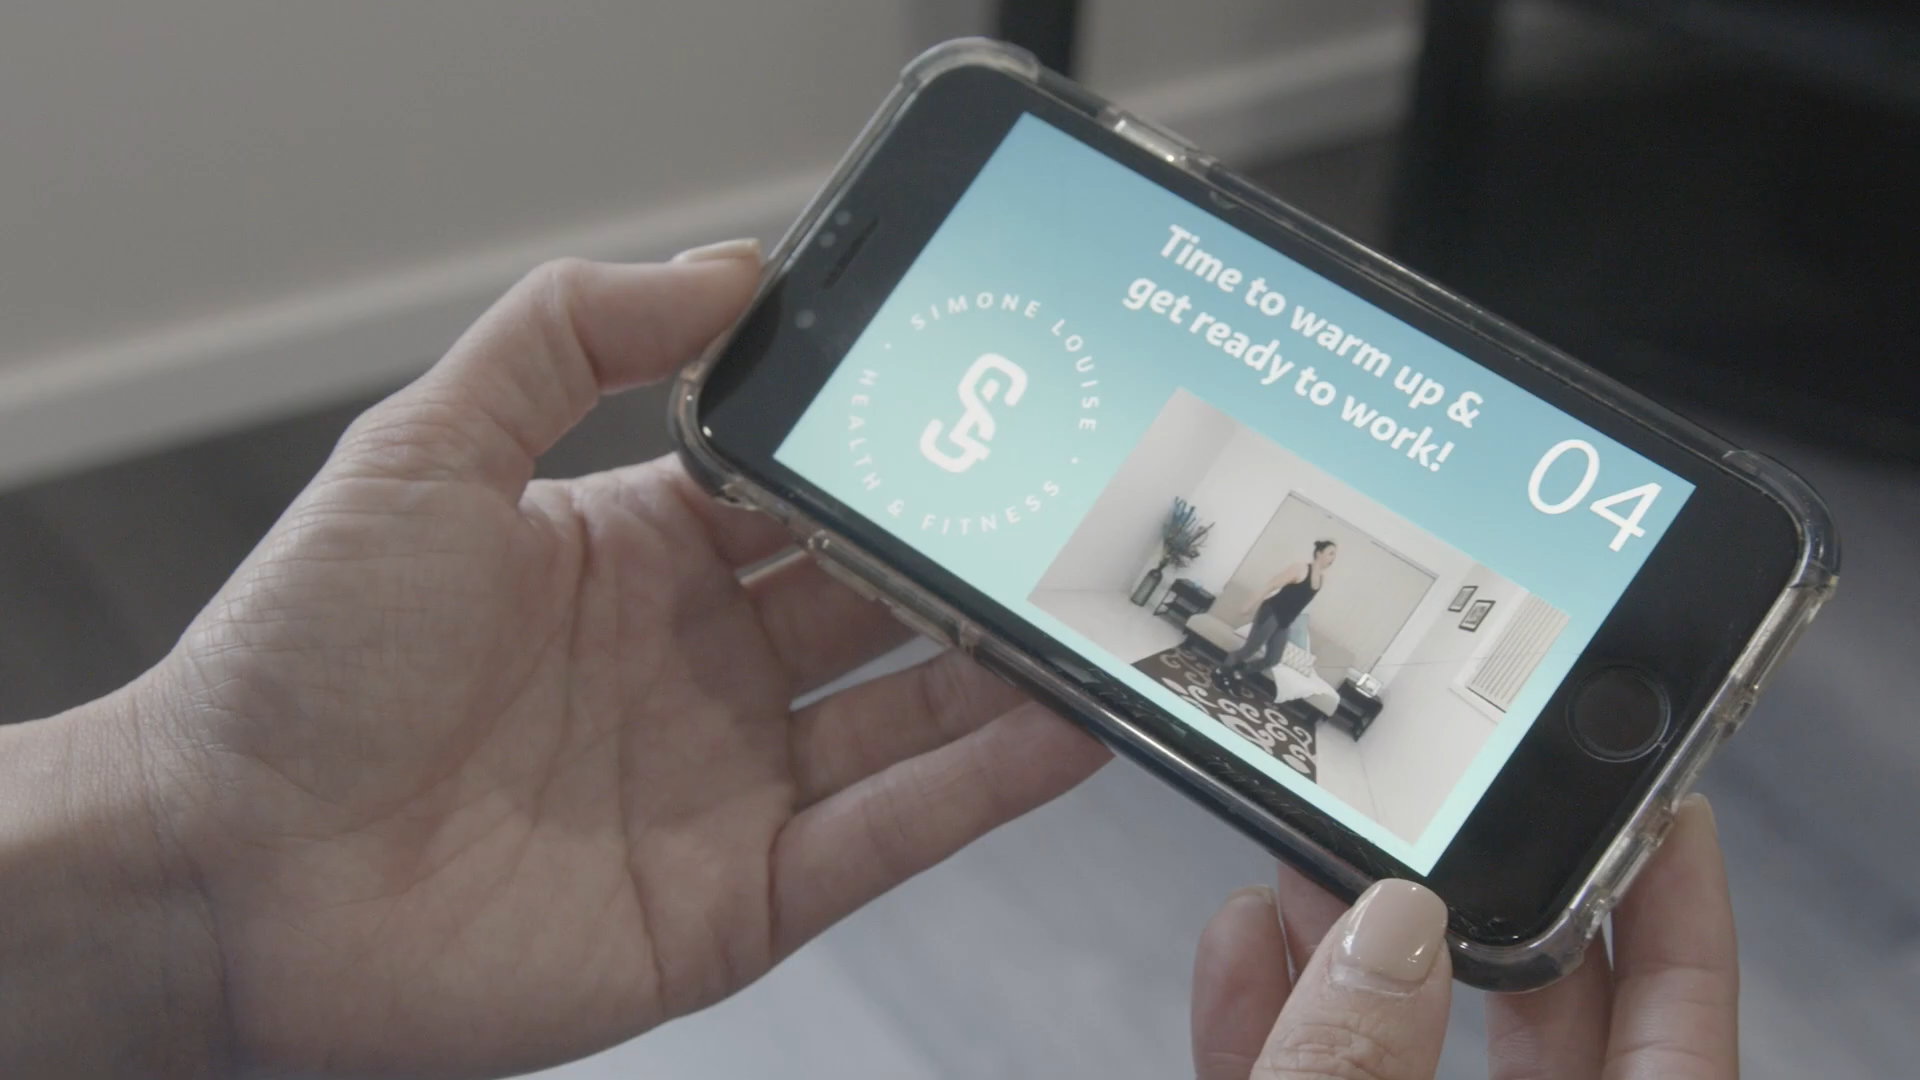 Time to warm up &
get ready to work!
04
SIMONE LOUISE
HEALTH & FITNESS